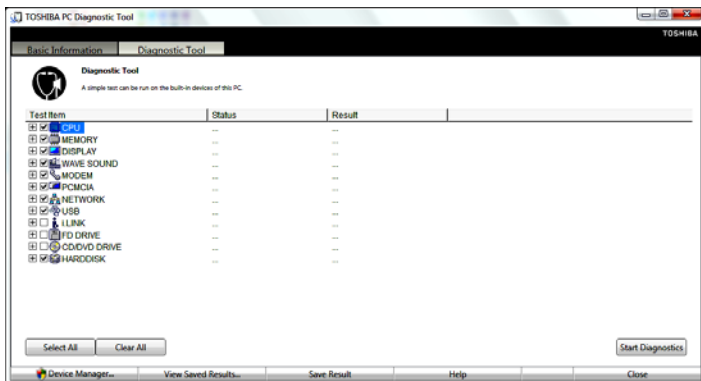 TOSHIBA PC Diagnostic Tool
TOSHIBA
Basic Information Diagnostic Tool
Diagnostic Tool
A simple test can be run on the built-in devices of this PC.
Test Item Status Result
CPU ... ...
MEMORY ... ...
DISPLAY ... ...
WAVE SOUND ... ...
MODEM ... ...
PCMCIA ... ...
NETWORK ... ...
USB ... ...
i.LINK ... ...
FD DRIVE ... ...
CD/DVD DRIVE ... ...
HARDDISK ... ...
Select All Clear All Start Diagnostics
Device Manager... View Saved Results... Save Result Help Close